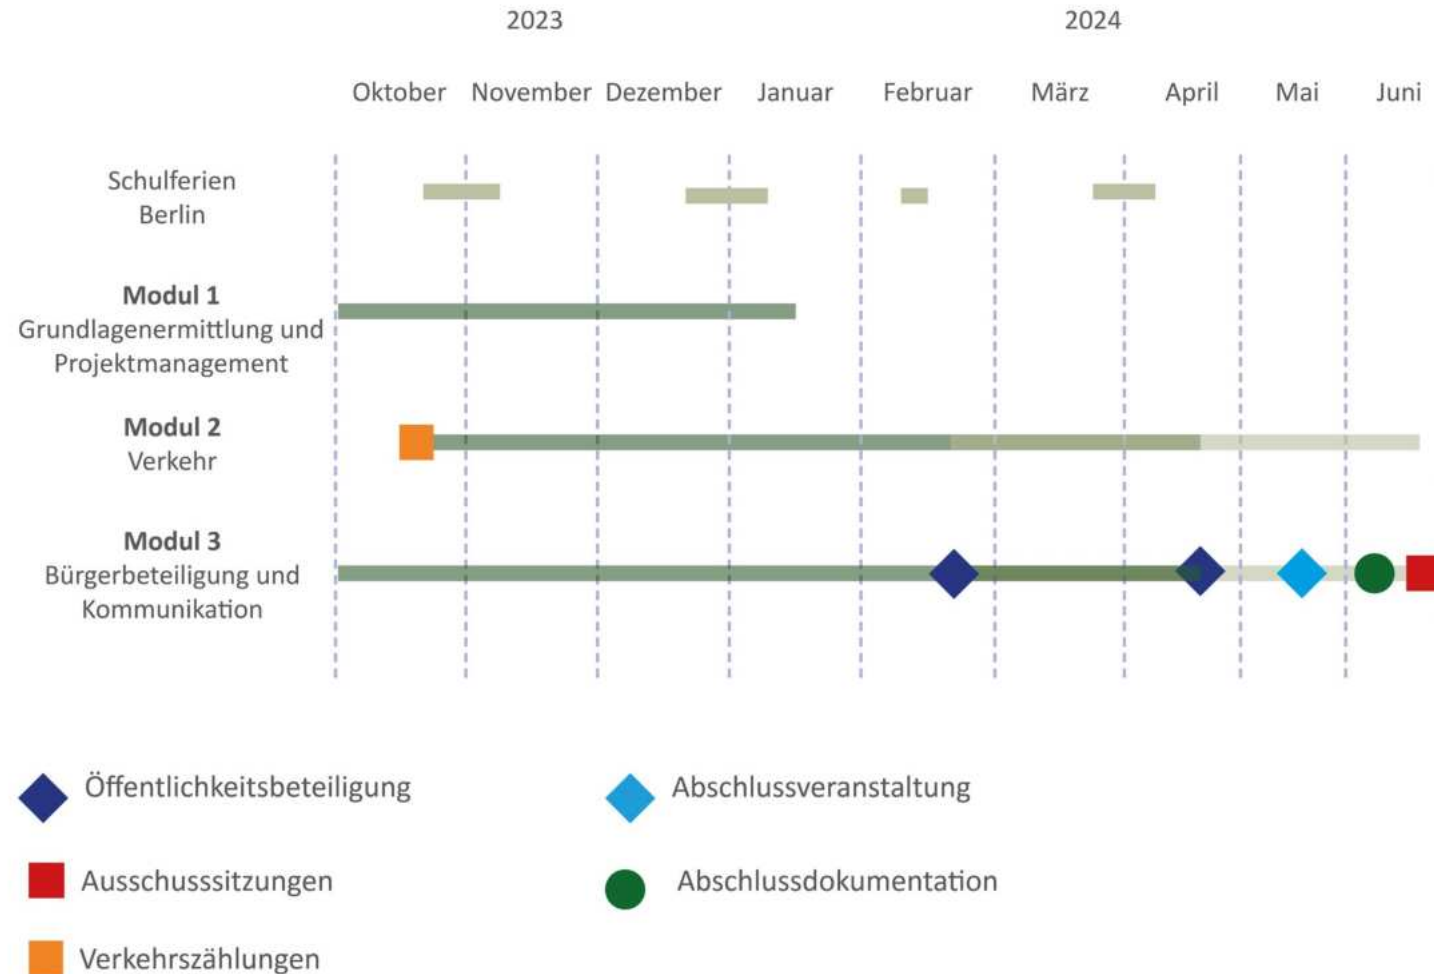 2023
2024
Oktober
November
Dezember
Januar
Februar
März
April
Mai
Juni
Schulferien
Berlin
Modul 1
Grundlagenermittlung und
Projektmanagement
Modul 2
Verkehr
Modul 3
Bürgerbeteiligung und
Kommunikation
Öffentlichkeitsbeteiligung
Abschlussveranstaltung
Ausschusssitzungen
Abschlussdokumentation
Verkehrszählungen